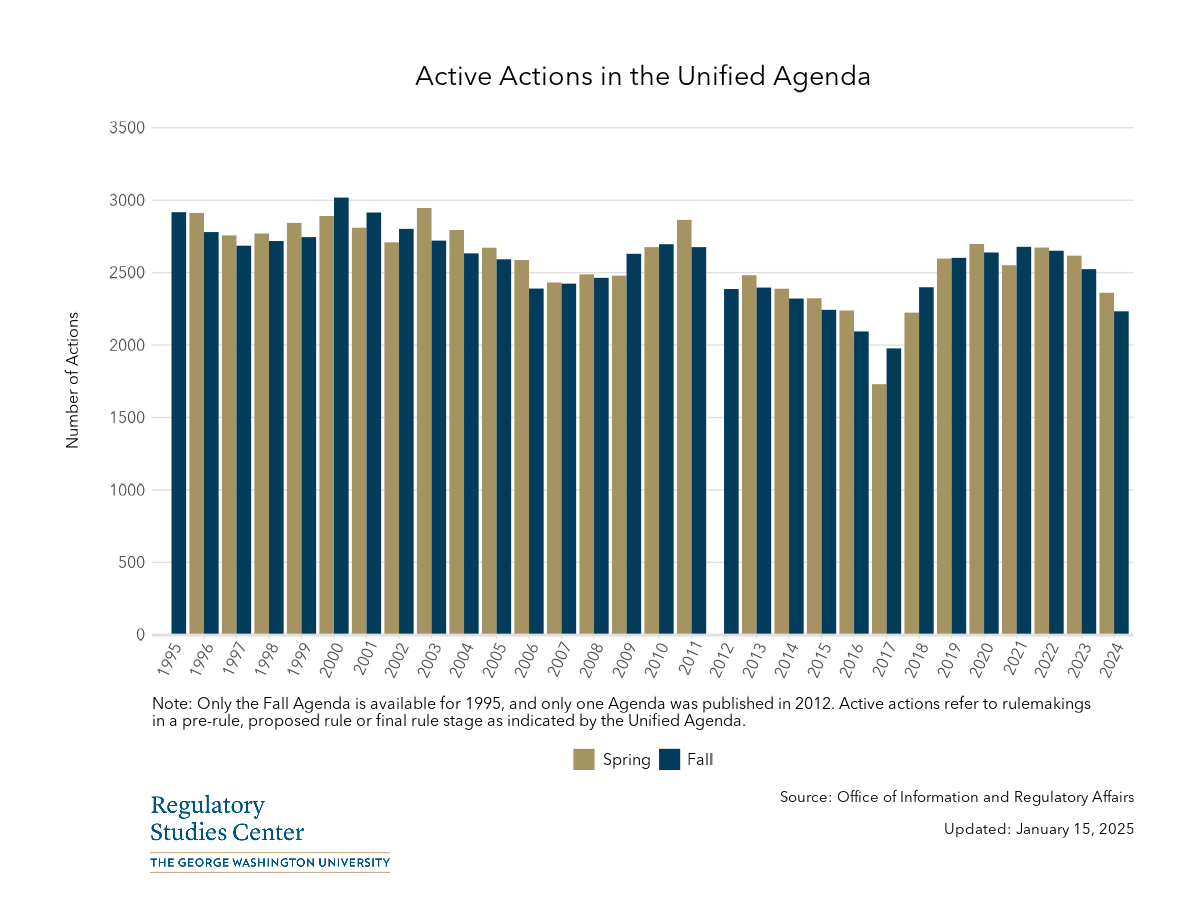 Active Actions in the Unified Agenda
Number of Actions
3500
3000
2500
2000
1500
1000
500
0
1995 1996 1997 1998 1999 2000 2001 2002 2003 2004 2005 2006 2007 2008 2009 2010 2011 2012 2013 2014 2015 2016 2017 2018 2019 2020 2021 2022 2023 2024
Note: Only the Fall Agenda is available for 1995, and only one Agenda was published in 2012. Active actions refer to rulemakings
in a pre-rule, proposed rule or final rule stage as indicated by the Unified Agenda.
Spring Fall
Regulatory
Studies Center
THE GEORGE WASHINGTON UNIVERSITY
Source: Office of Information and Regulatory Affairs
Updated: January 15, 2025